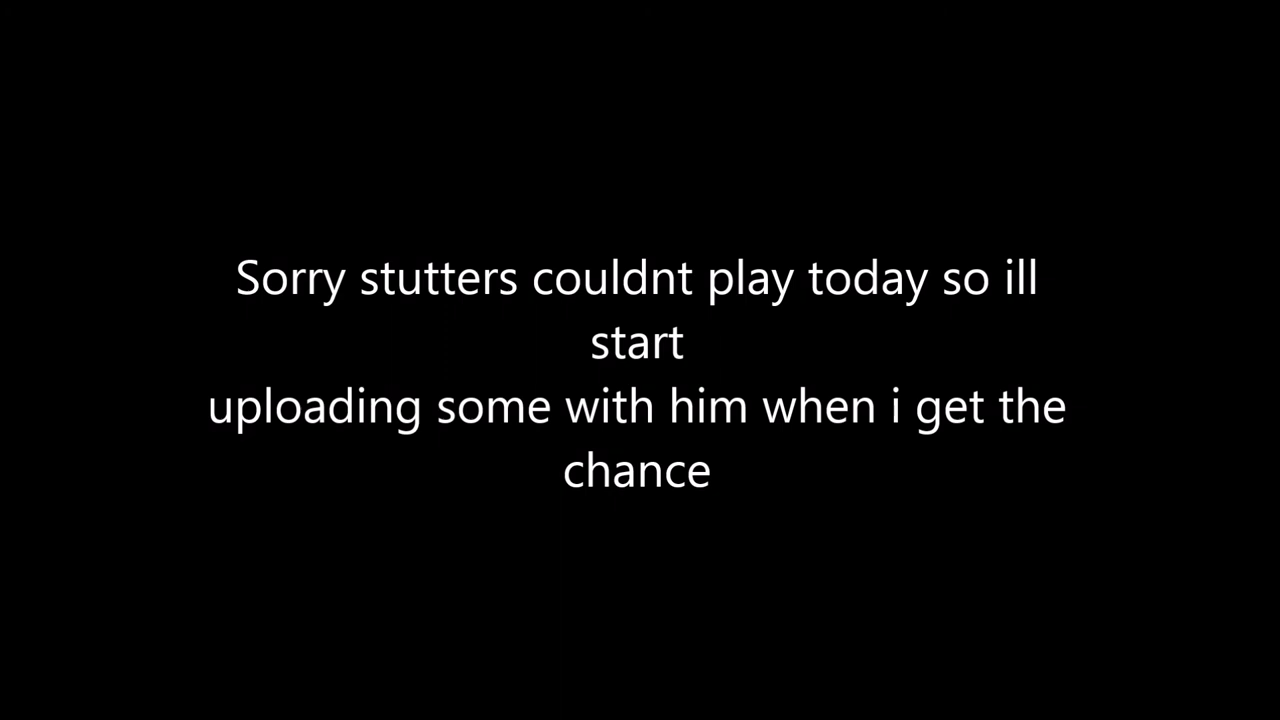 Sorry stutters couldnt play today so ill
start
uploading some with him when i get the
chance